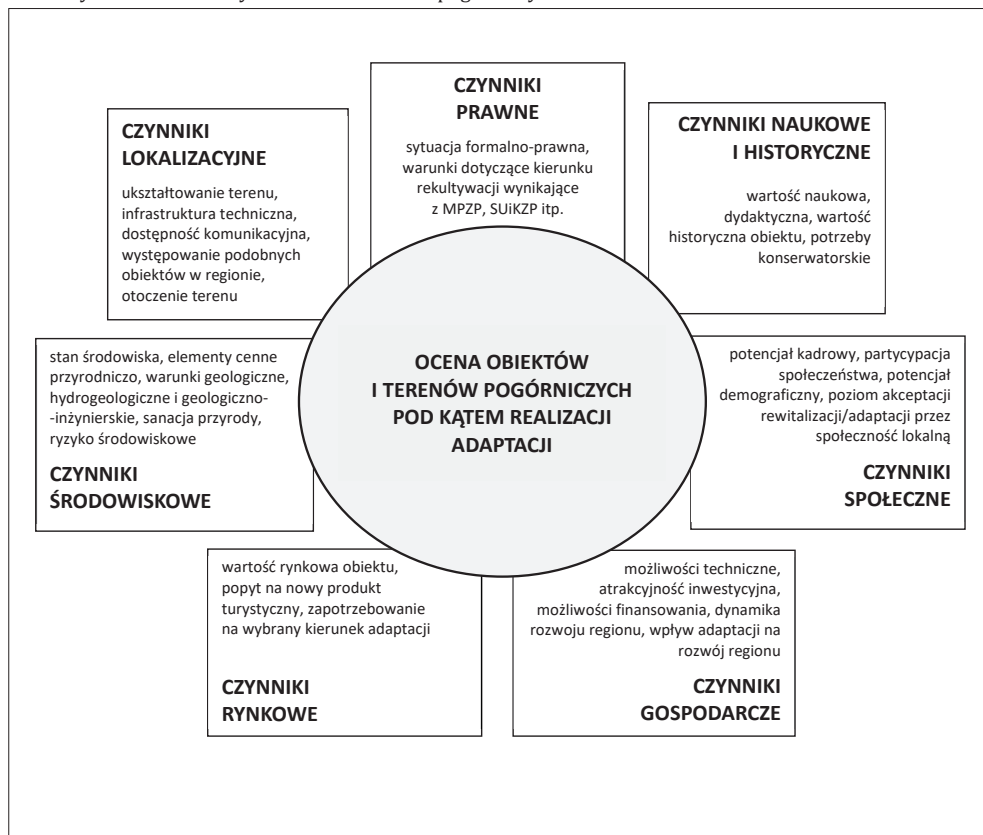 CZYNNIKI
PRAWNE
sytuacja formalno-prawna,
warunki dotyczące kierunku
rekultywacji wynikające
z MPZP, SUiKZP itp.
CZYNNIKI
LOKALIZACYJNE
ukształtowanie terenu,
infrastruktura techniczna,
dostępność komunikacyjna,
występowanie podobnych
obiektów w regionie,
otoczenie terenu
CZYNNIKI NAUKOWE
I HISTORYCZNE
wartość naukowa,
dydaktyczna, wartość
historyczna obiektu, potrzeby
konserwatorskie
OCENA OBIEKTÓW
I TERENÓW POGÓRNICZYCH
POD KĄTEM REALIZACJI
ADAPTACJI
stan środowiska, elementy cenne
przyrodniczo, warunki geologiczne,
hydrogeologiczne i geologiczno-
-inżynierskie, sanacja przyrody,
ryzyko środowiskowe
CZYNNIKI
ŚRODOWISKOWE
potencjał kadrowy, partycypacja
społeczeństwa, potencjał
demograficzny, poziom akceptacji
rewitalizacji/adaptacji przez
społeczność lokalną
CZYNNIKI
SPOŁECZNE
wartość rynkowa obiektu,
popyt na nowy produkt
turystyczny, zapotrzebowanie
na wybrany kierunek adaptacji
CZYNNIKI
RYNKOWE
możliwości techniczne,
atrakcyjność inwestycyjna,
możliwości finansowania, dynamika
rozwoju regionu, wpływ adaptacji na
rozwój regionu
CZYNNIKI
GOSPODARCZE